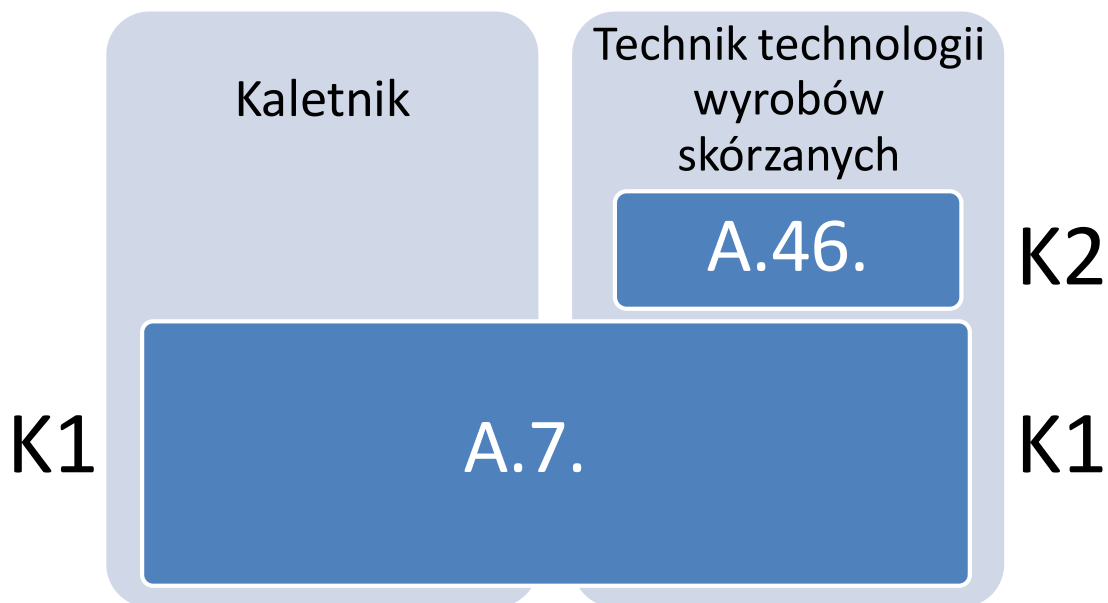 Kaletnik
Technik technologii
wyrobów
skórzanych
A.46.
K2
K1
A.7.
K1